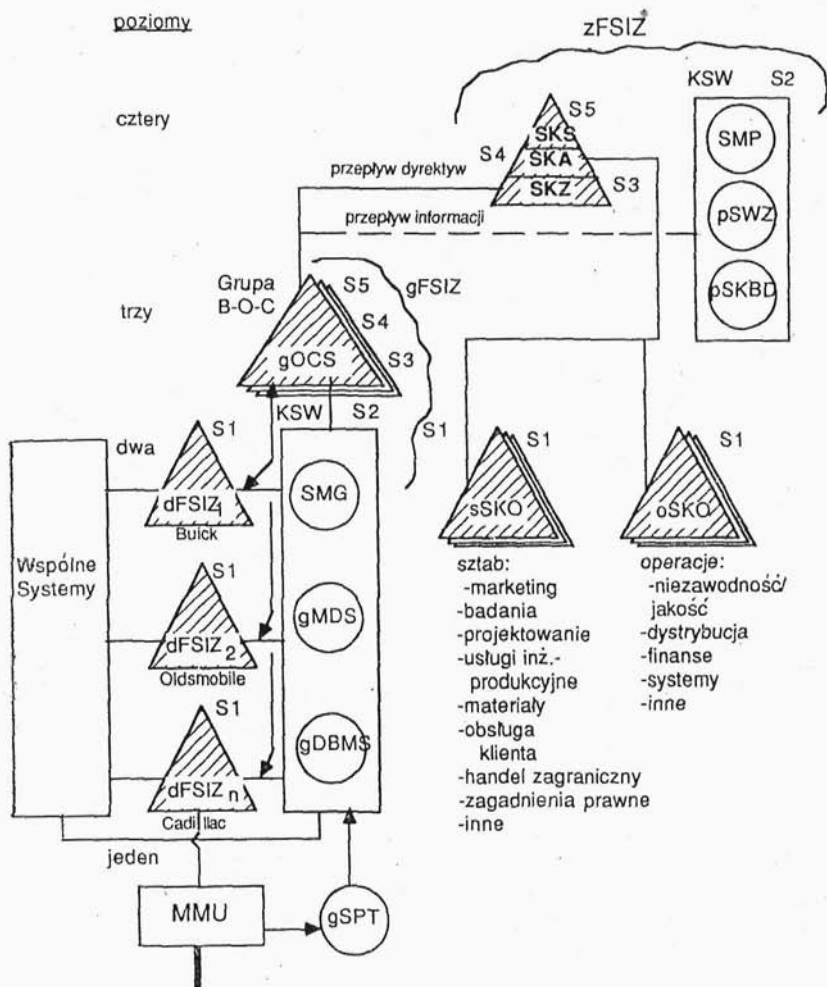 poziomy
zFSIZ
KSW S2
cztery
S5
SKS
SMP
S4
SKA
SKZ
S3
przepływ dyrektyw
przepływ informacji
pSWZ
pSKBD
Grupa
B-O-C
S5
gFSIZ
trzy
S4
gOCS
S3
KSW S2
S1
dwa
S1
dFSIZ1
Buick
SMG
S1
sSKO
S1
oSKO
Wspólne
Systemy
S1
dFSIZ2
Oldsmobile
gMDS
S1
dFSIZn
Cadillac
gDBMS
sztab:
-marketing
-badania
-projektowanie
-usługi inż.-
produkcyjne
-materiały
-obsługa
klienta
-handel zagraniczny
-zagadnienia prawne
-inne
operacje:
-niezawodność/
jakość
-dystrybucja
-finanse
-systemy
-inne
jeden
MMU
gSPT